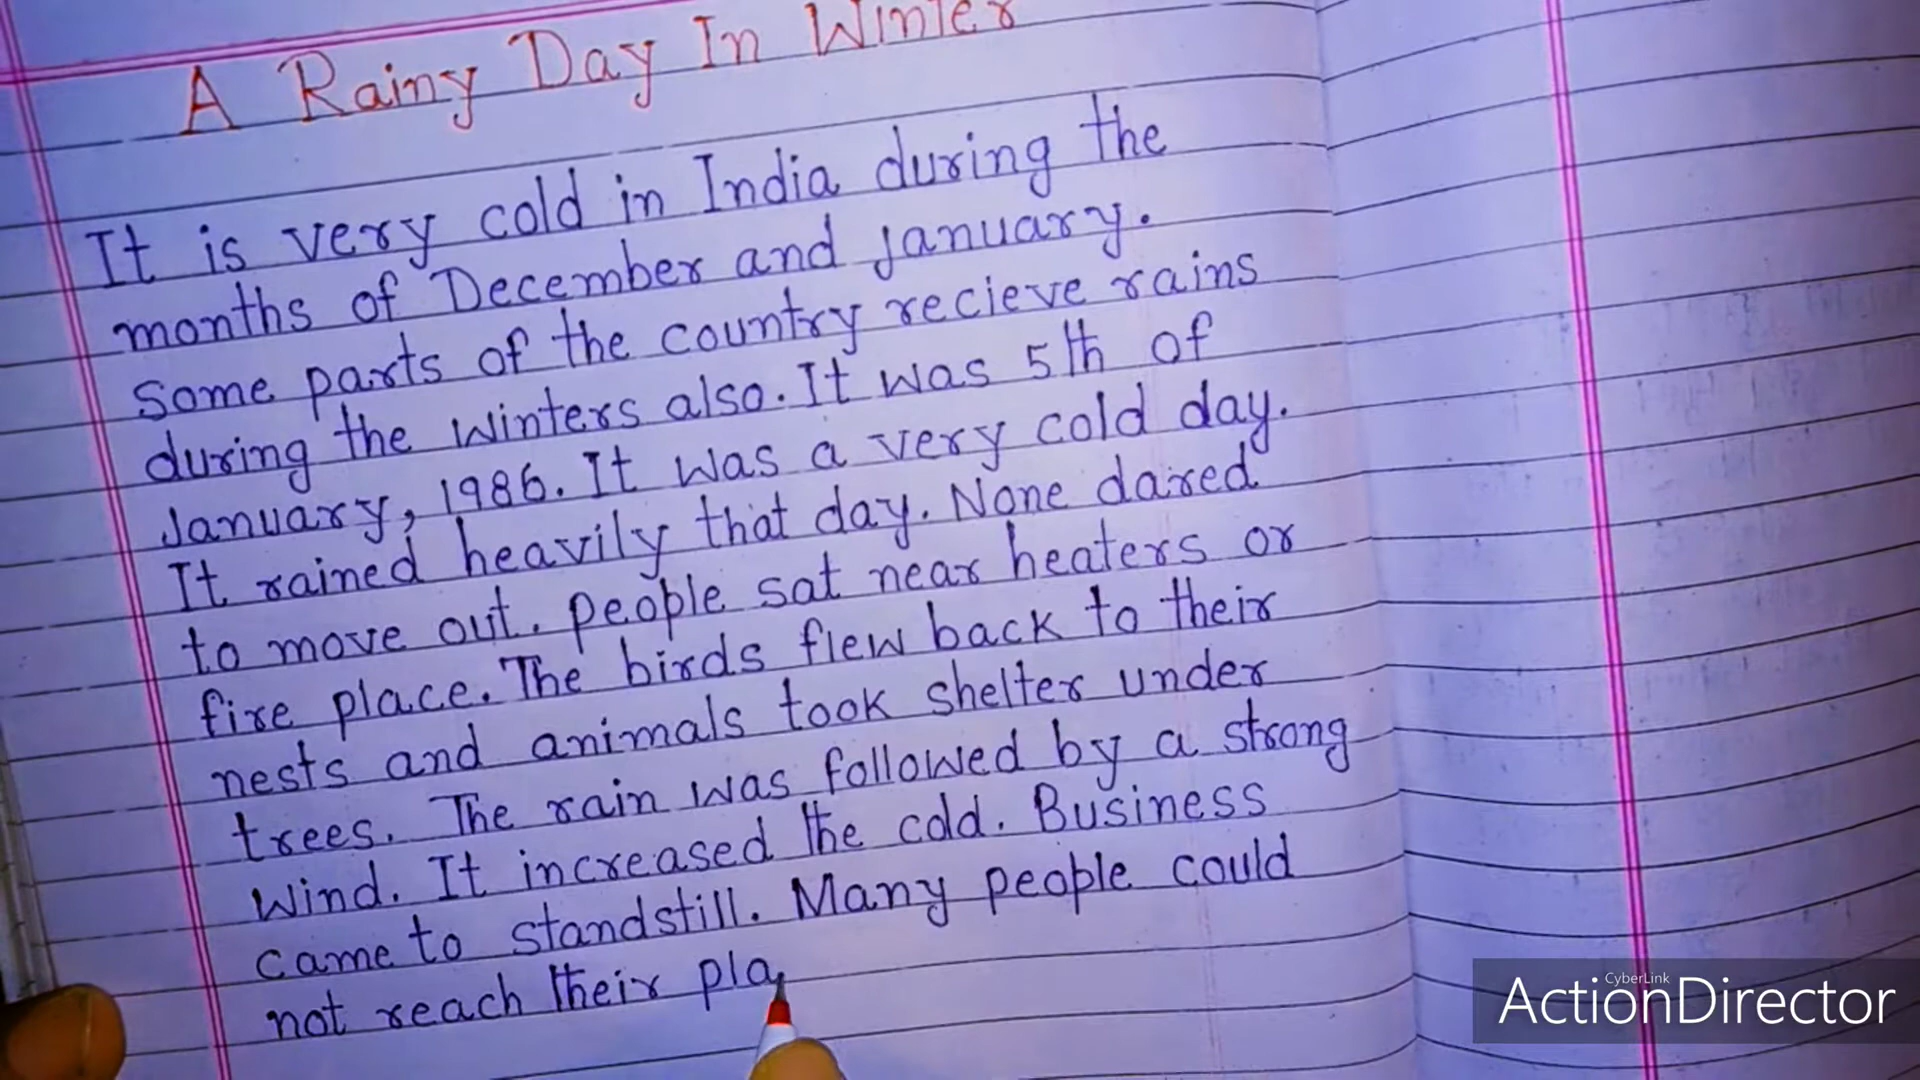 A Rainy Day In Winter
It is very cold in India during the
months of December and January.
Some parts of the country recieve rains
during the winters also. It was 5th of
January, 1986. It was a very cold day.
It rained heavily that day. None dared
to move out. people sat near heaters or
fire place. The birds flew back to their
nests and animals took shelter under
trees. The rain was followed by a strong
wind. It increased the cold. Business
came to standstill. Many people could
not reach their pla
CyberLink
ActionDirector